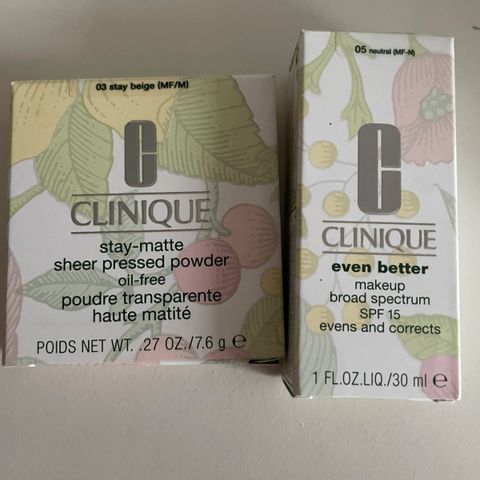 03 stay beige (MF/M)
CLINIQUE
stay-matte
sheer pressed powder
oil-free
poudre transparente
haute matité
POIDS NET WT. .27 OZ./7.6 g ℮
05 neutral (MF-N)
CLINIQUE
even better
makeup
broad spectrum
SPF 15
evens and corrects
1 FL.OZ.LIQ./30 ml ℮